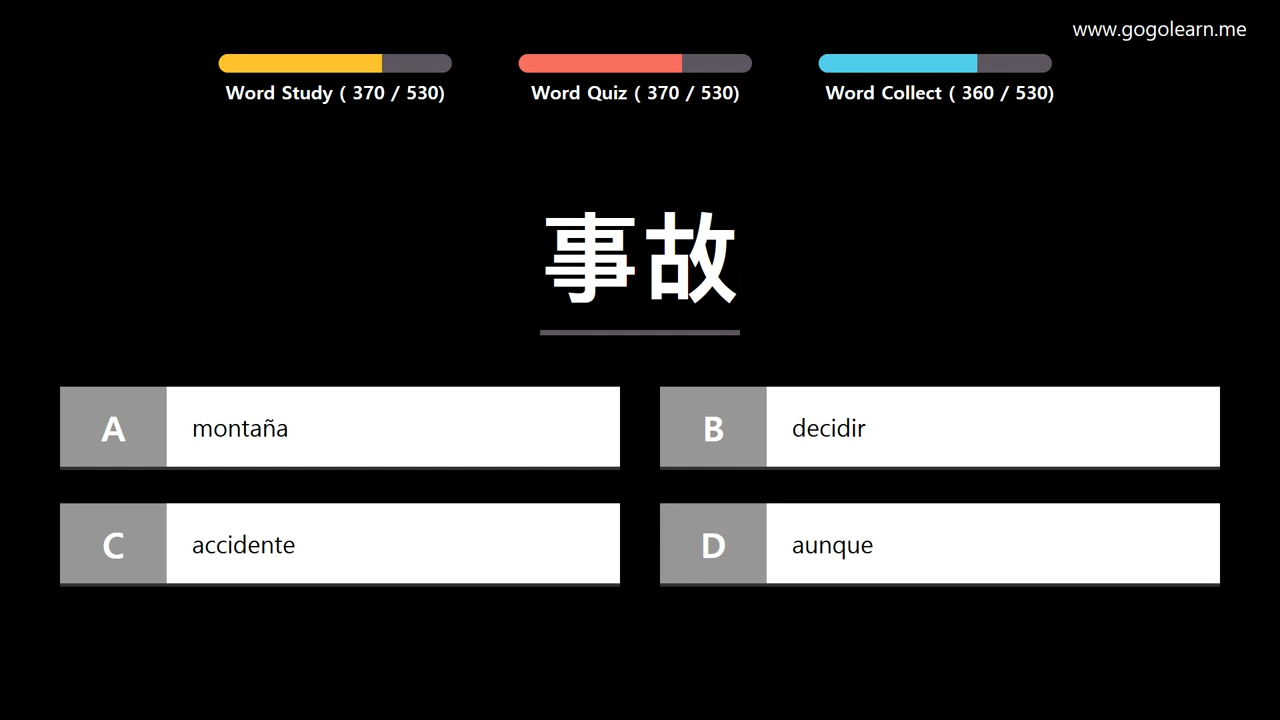 www.gogolearn.me
Word Study ( 370 / 530)
Word Quiz ( 370 / 530)
Word Collect ( 360 / 530)
事故
A montaña
B decidir
C accidente
D aunque